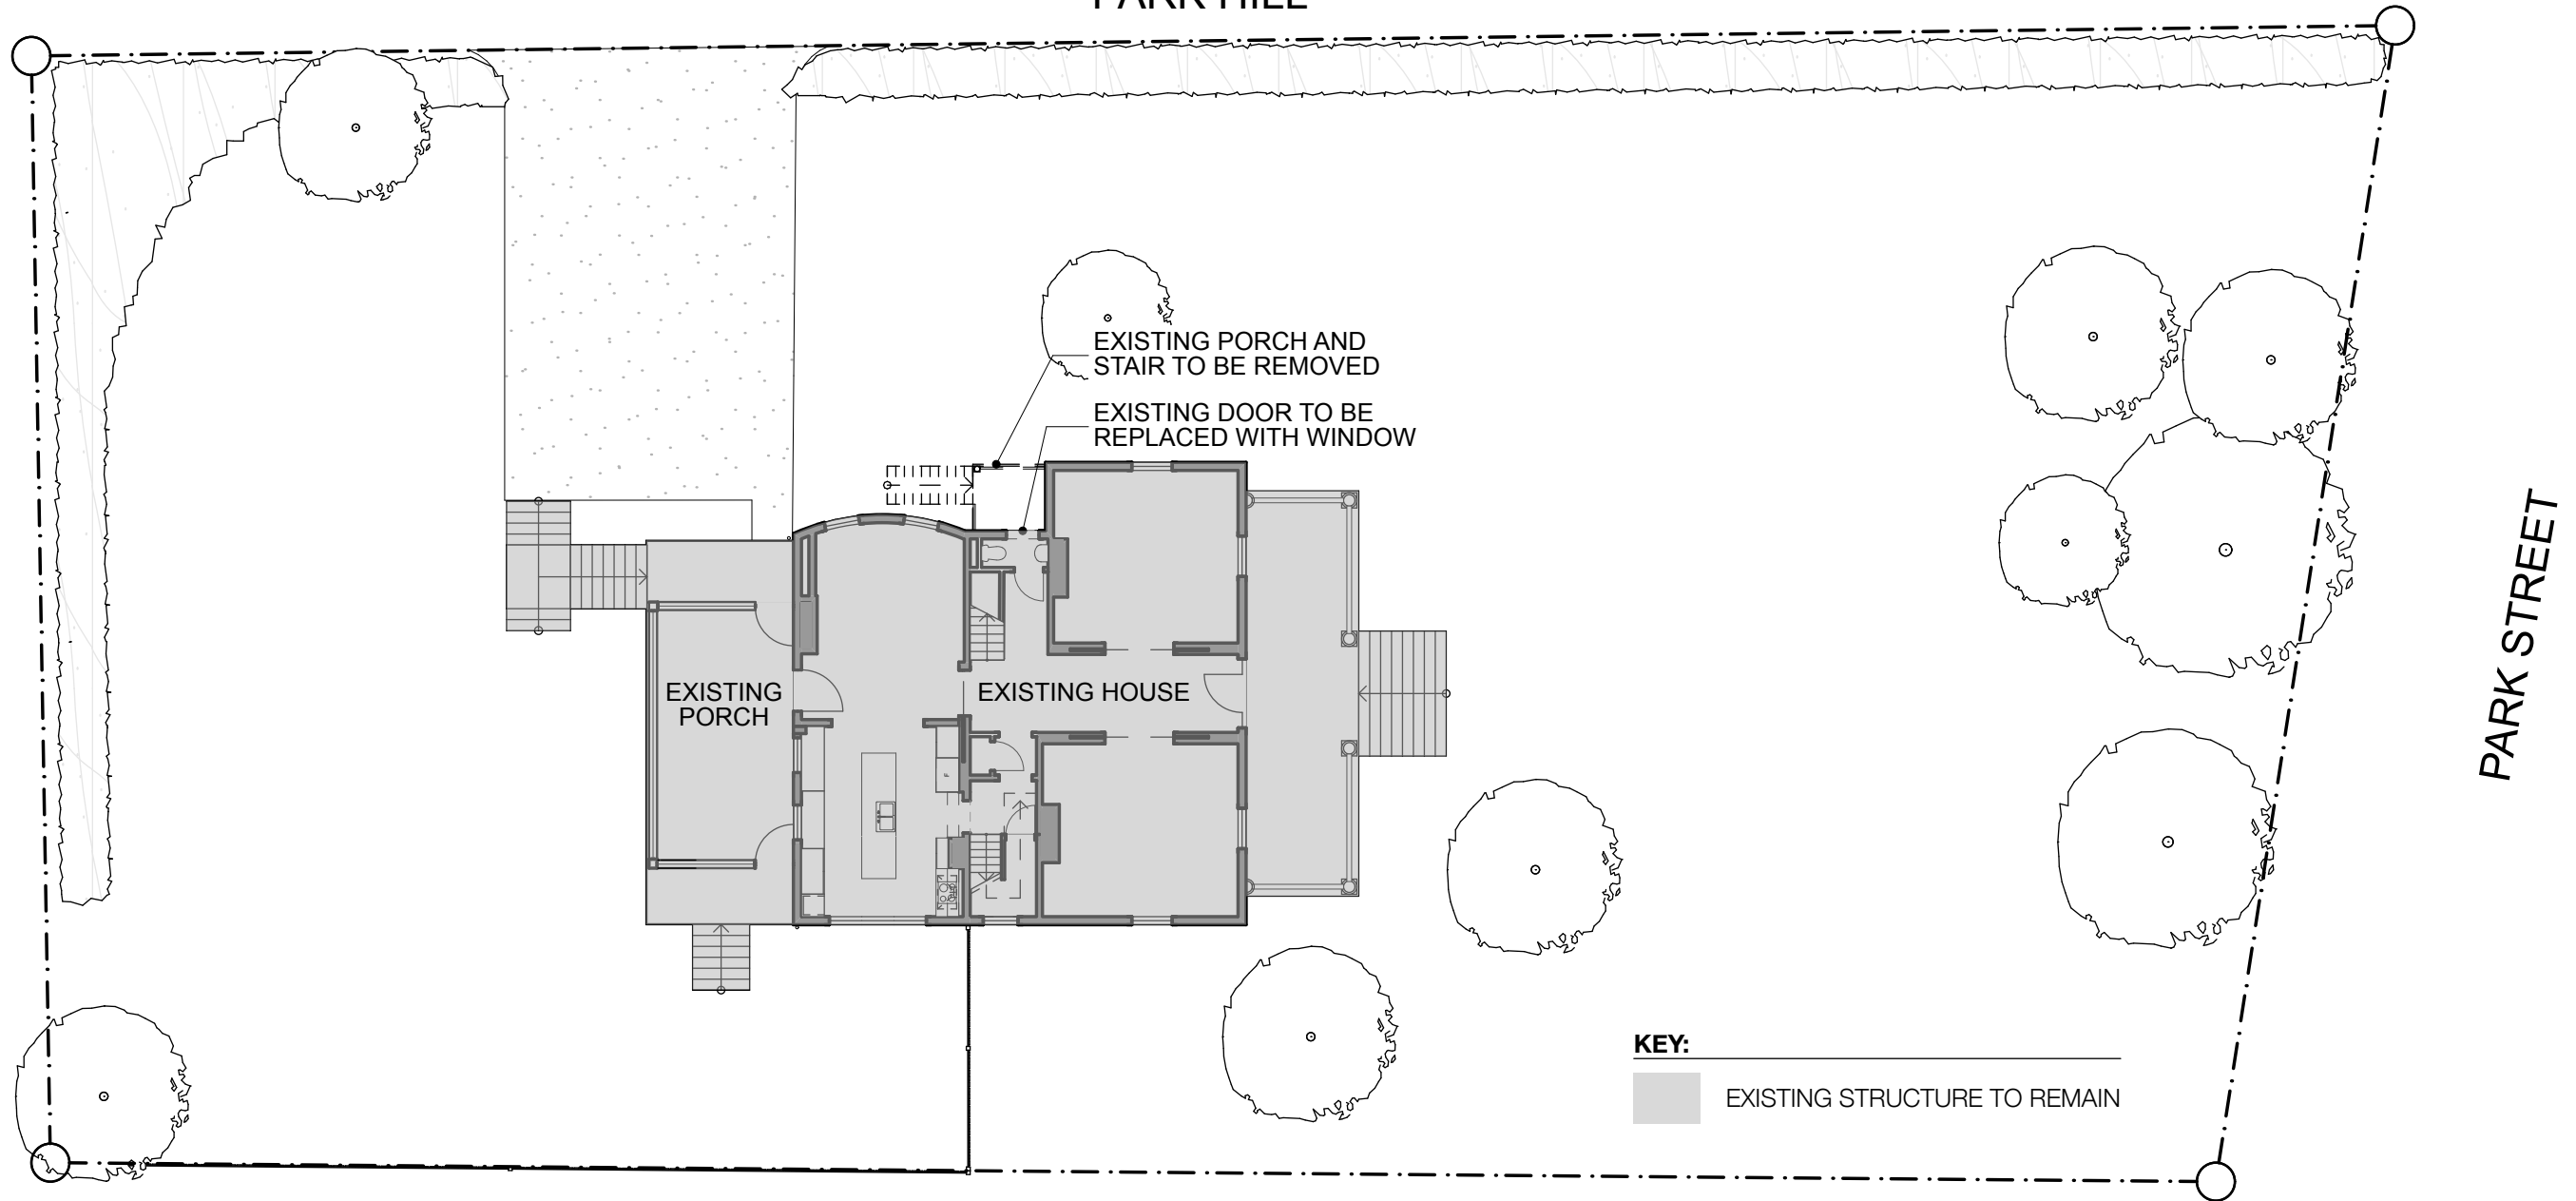 PARK HILL
EXISTING PORCH AND
STAIR TO BE REMOVED
EXISTING DOOR TO BE
REPLACED WITH WINDOW
EXISTING
PORCH
EXISTING HOUSE
F
PARK STREET
KEY:
EXISTING STRUCTURE TO REMAIN